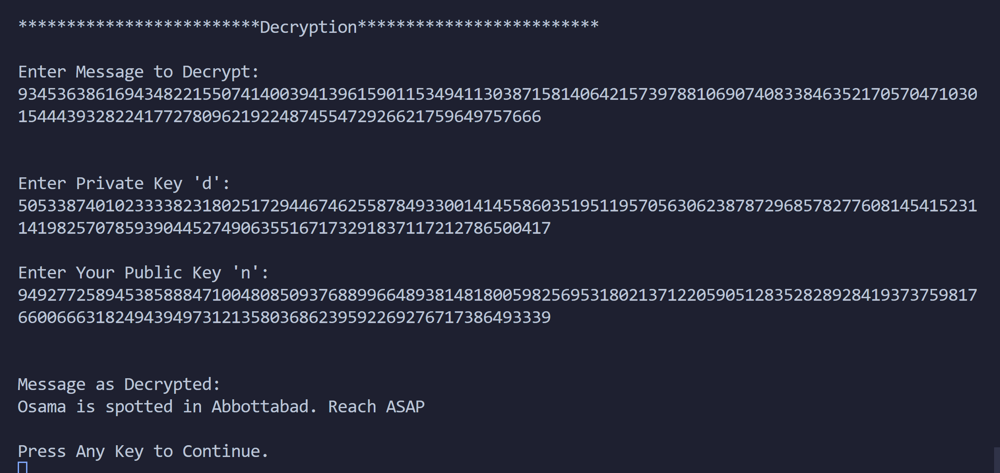 *************************Decryption*************************
Enter Message to Decrypt:
934536386169434822155074140039413961590115349411303871581406421573978810690740833846352170570471030
154443932822417727809621922487455472926621759649757666
Enter Private Key 'd':
505338740102333382318025172944674625587849330014145586035195119570563062387872968578277608145415231
1419825707859390445274906355167173291837117212786500417
Enter Your Public Key 'n':
949277258945385888471004808509376889966489381481800598256953180213712205905128352828928419373759817
6600666318249439497312135803686239592269276717386493339
Message as Decrypted:
Osama is spotted in Abbottabad. Reach ASAP
Press Any Key to Continue.